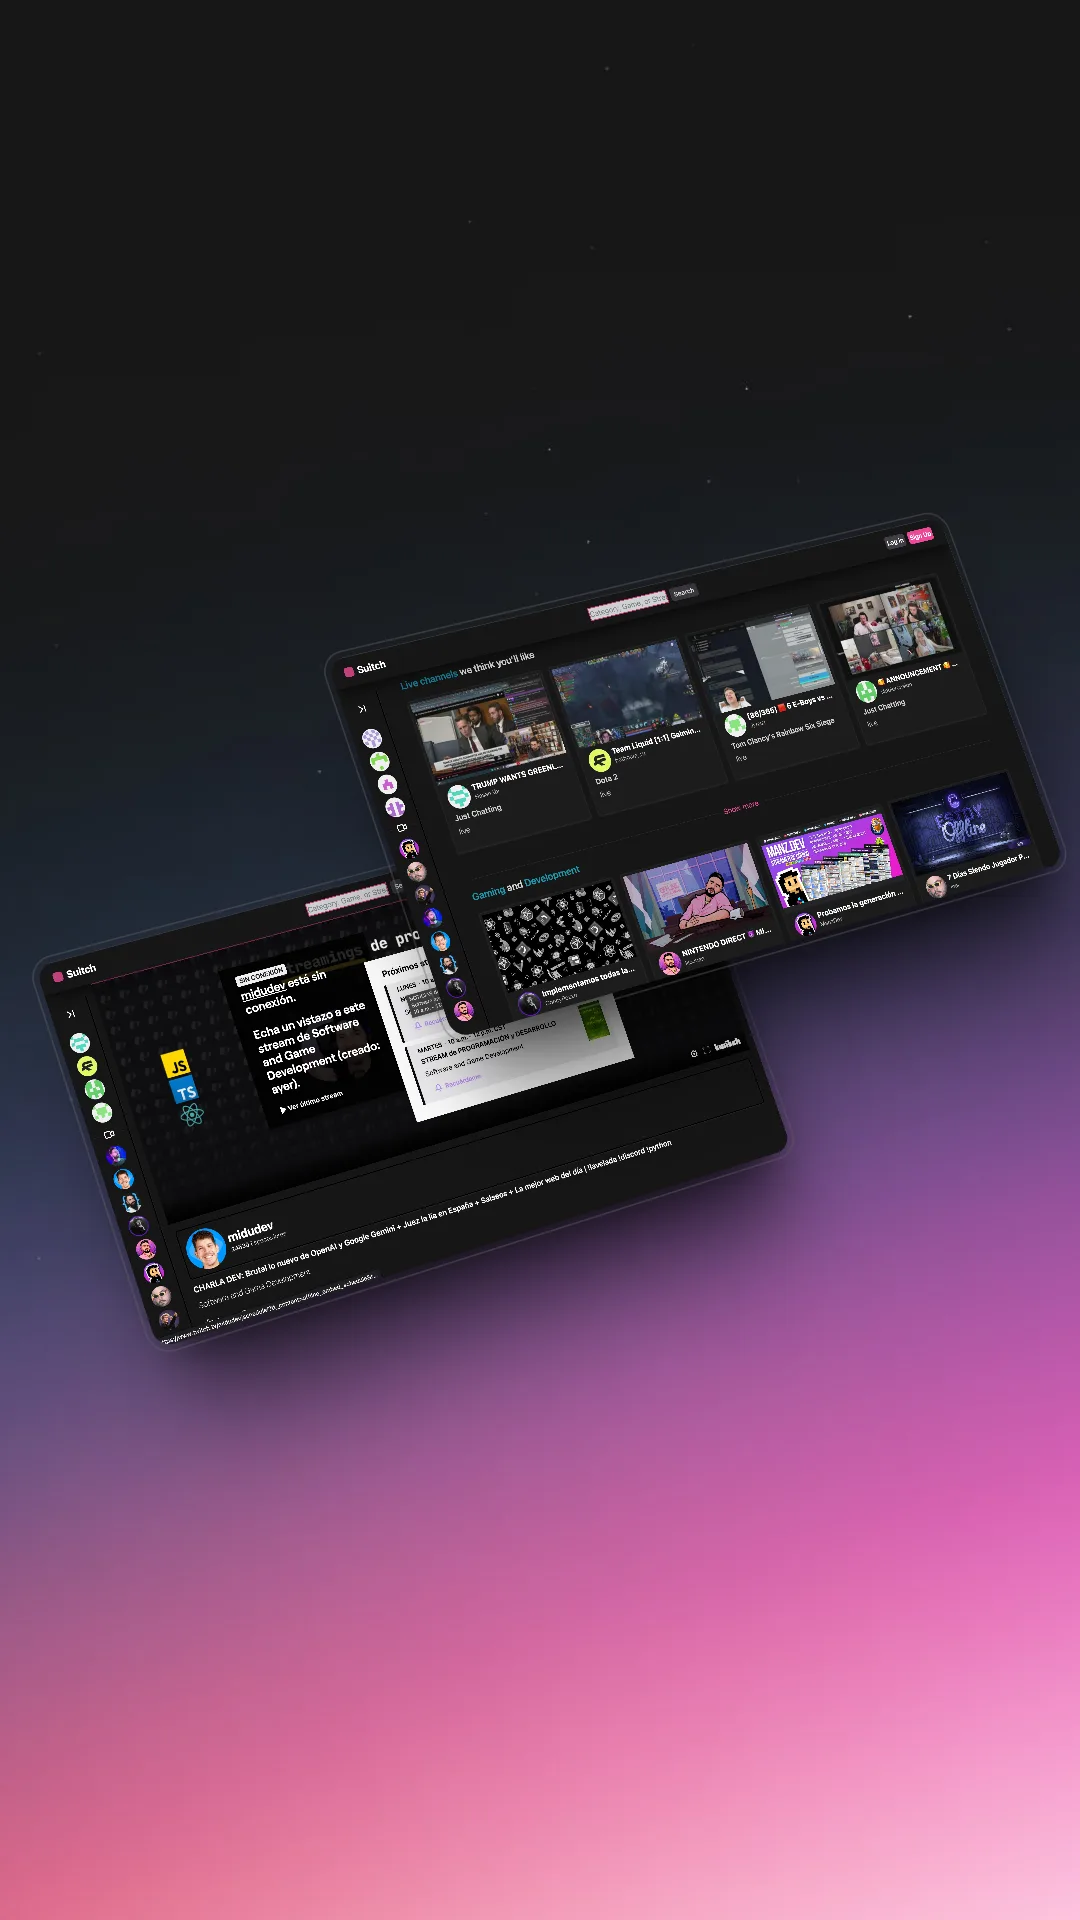 Log in
Sign Up
Category, Game, or Stre
Search
Suitch
Live channels we think you'll like
TRUMP WANTS GREENL...
Just Chatting
live
Team Liquid [1:1] Gaimin...
Dota 2
live
[86/365] 🟥 6 E-Boys vs ...
Tom Clancy's Rainbow Six Siege
live
ANNOUNCEMENT
Just Chatting
live
Show more
Gaming and Development
Implementamos todas la...
NINTENDO DIRECT
MANZ.DEV
Probamos la generación ...
Offline
7 Días Siendo Jugador P...
Category, Game, or Stre
Se
Suitch
streamings de pro
SIN CONEXIÓN
midudev está sin
conexión.
Echa un vistazo a este
stream de Software
and Game
Development (creado:
ayer).
Ver último stream
JS
TS
Próximos st
LUNES
MARTES
STREAM de PROGRAMACIÓN y DESARROLLO
Software and Game Development
Recuérdame
twitch
midudev
CHARLA DEV: Brutal lo nuevo de OpenAI y Google Gemini + Juez la lía en España + Salseos + La mejor web del día | !lavelada !discord !python
Software and Game Development